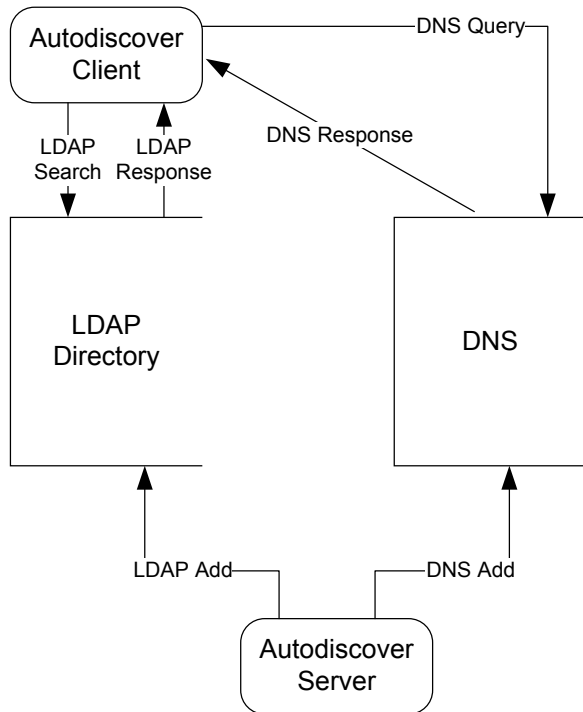 Autodiscover
Client
DNS Query
DNS Response
LDAP
Search
LDAP
Response
LDAP
Directory
DNS
LDAP Add
DNS Add
Autodiscover
Server